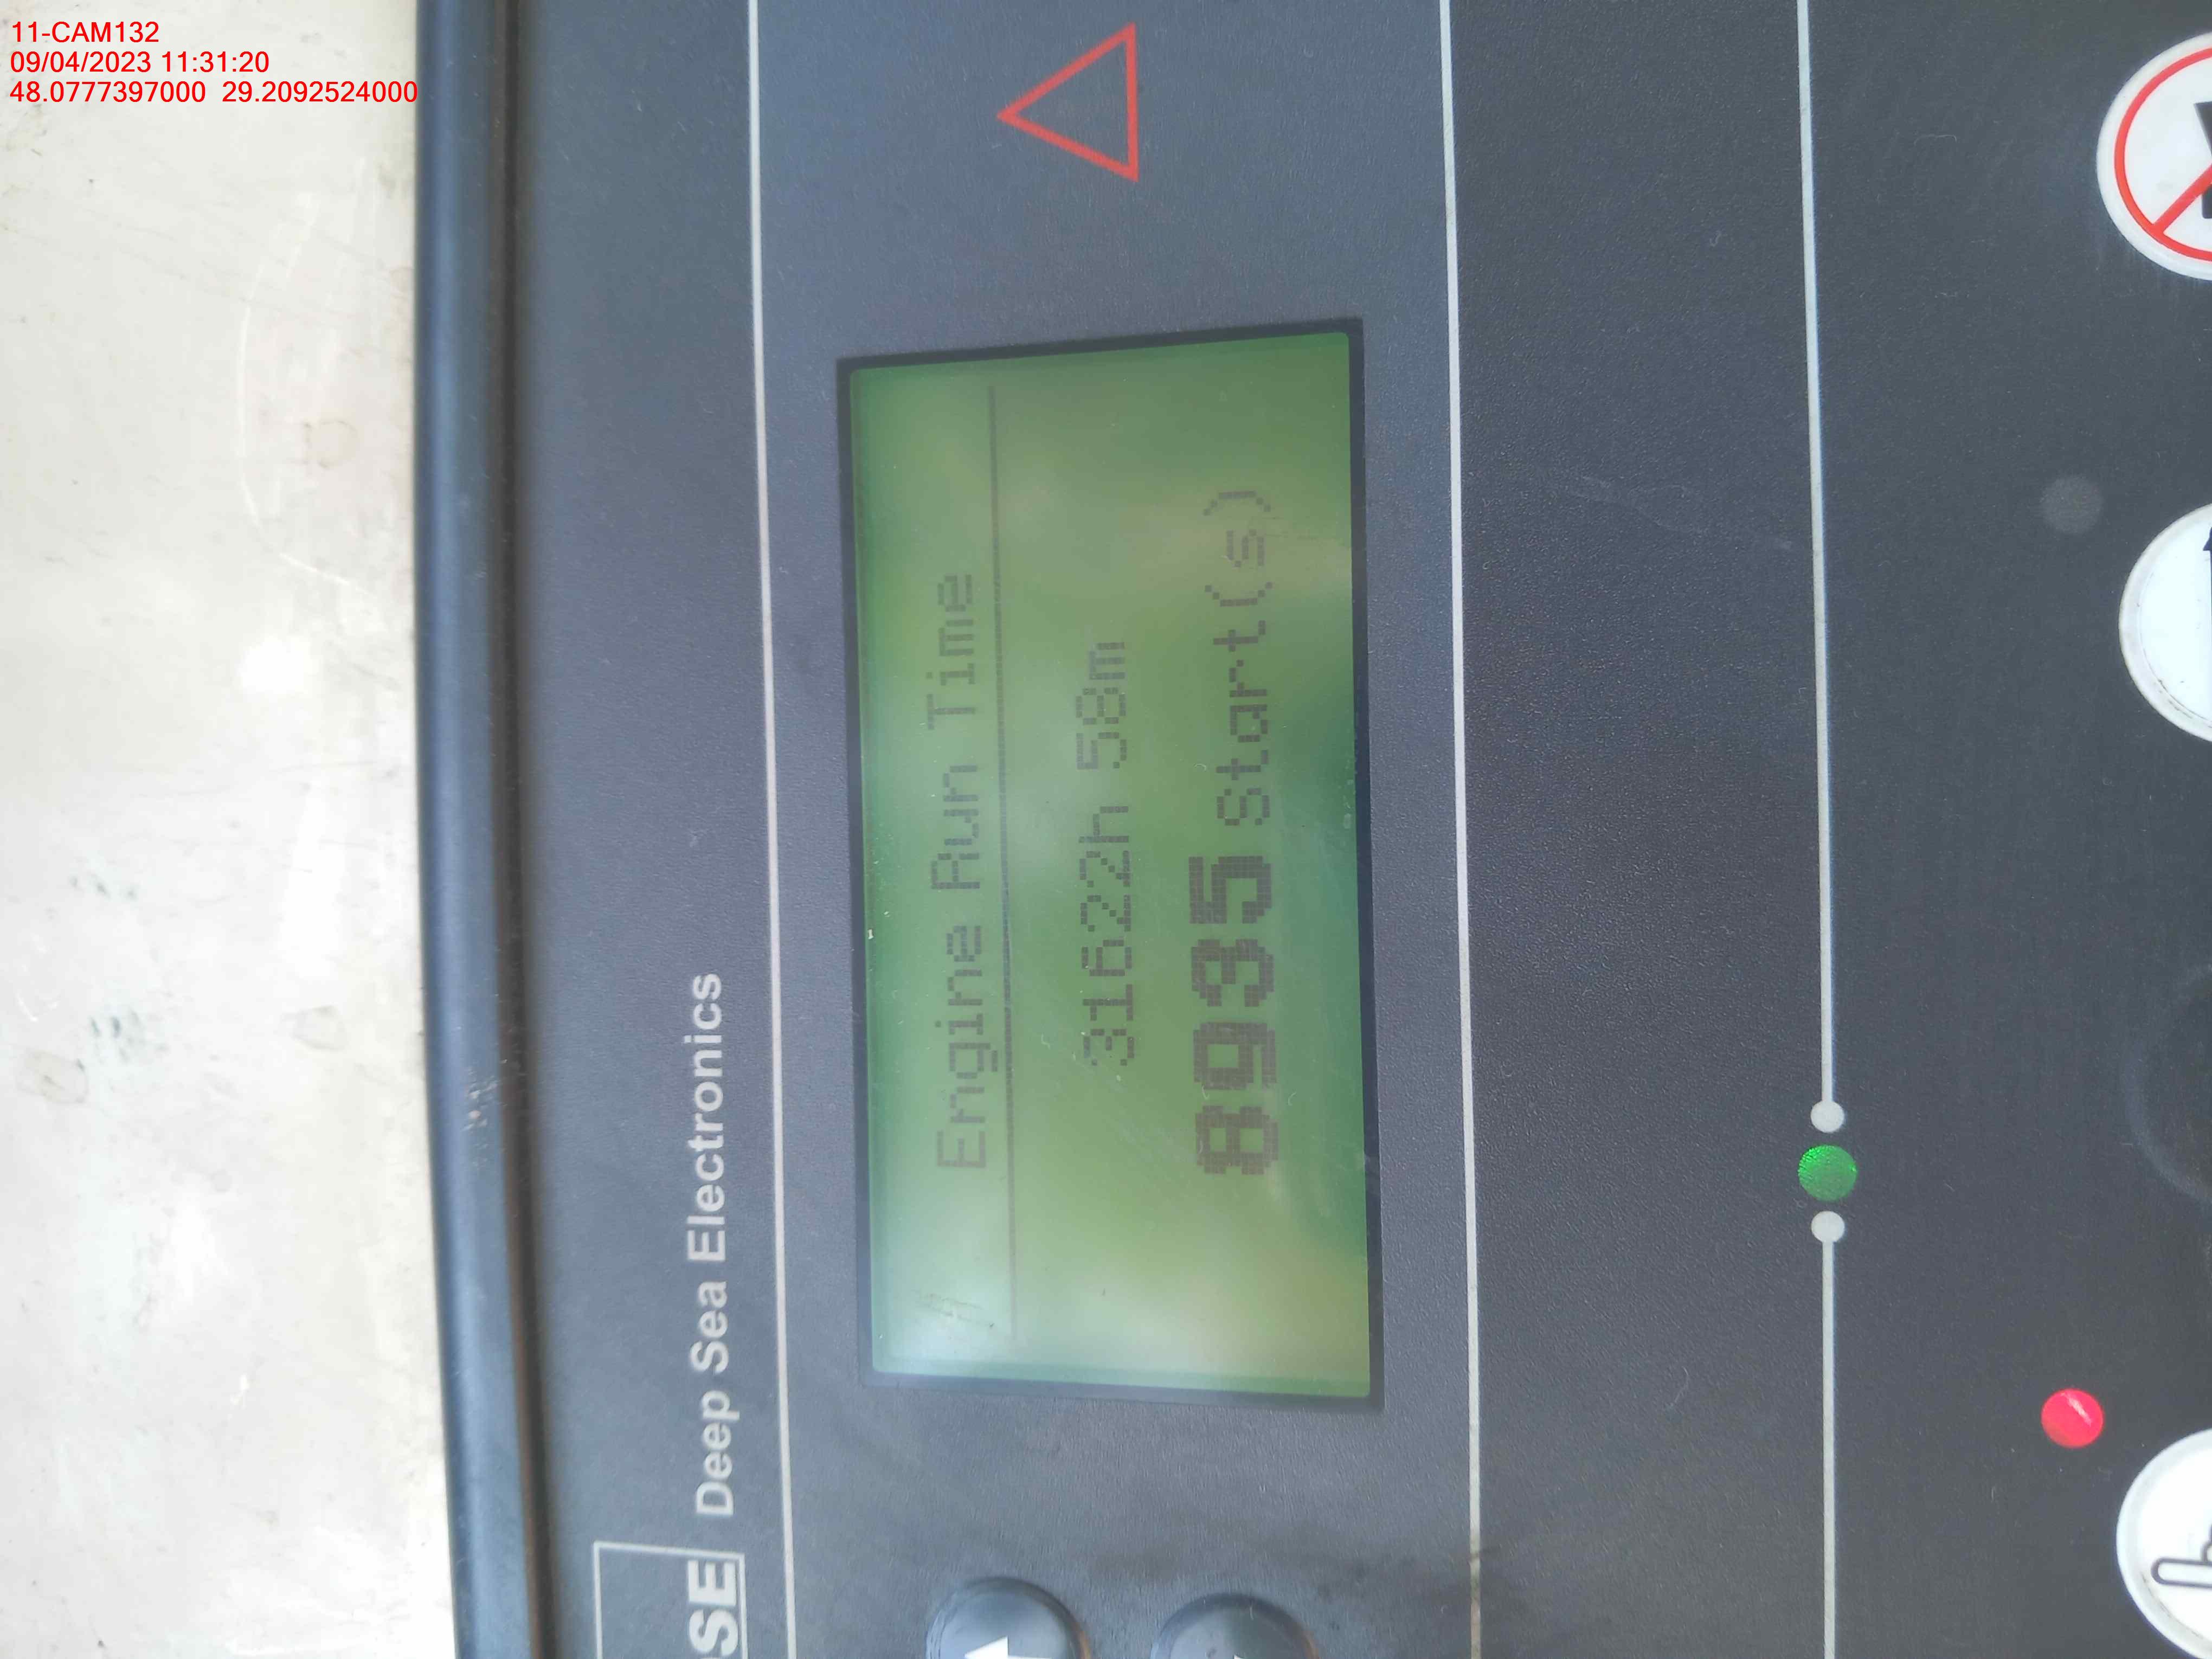 11-CAM132
09/04/2023 11:31:20
48.0777397000 29.2092524000
DSE Deep Sea Electronics
Engine Run Time
31622h 58m
8935 start(s)